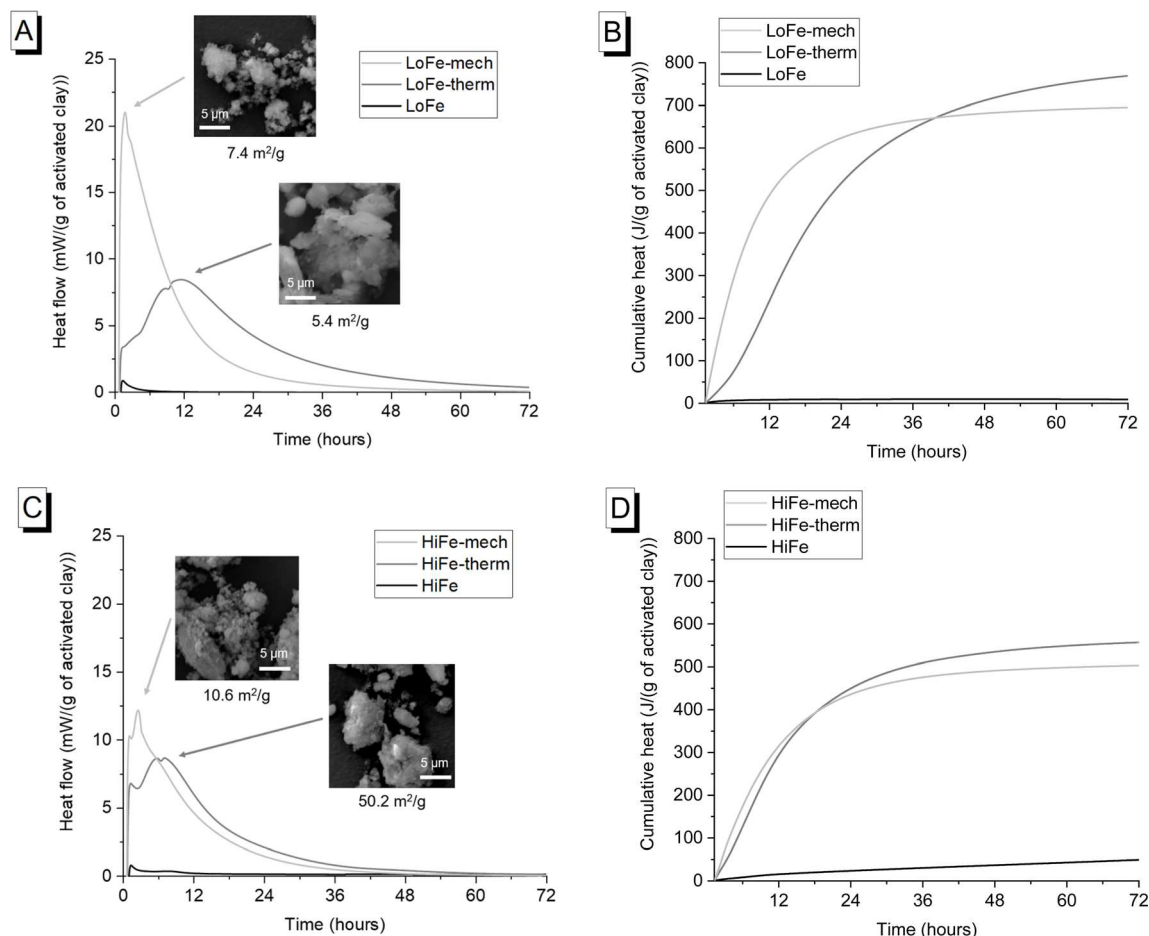 A
Heat flow (mW/(g of activated clay))
25
20
15
10
5
0
0 12 24 36 48 60 72
Time (hours)
LoFe-mech
LoFe-therm
LoFe
5 µm
7.4 m²/g
5 µm
5.4 m²/g
B
LoFe-mech
LoFe-therm
LoFe
Cumulative heat (J/(g of activated clay))
800
700
600
500
400
300
200
100
0
12 24 36 48 60 72
Time (hours)
C
Heat flow (mW/(g of activated clay))
25
20
15
10
5
0
0 12 24 36 48 60 72
Time (hours)
HiFe-mech
HiFe-therm
HiFe
5 µm
10.6 m²/g
5 µm
50.2 m²/g
D
HiFe-mech
HiFe-therm
HiFe
Cumulative heat (J/(g of activated clay))
800
700
600
500
400
300
200
100
0
12 24 36 48 60 72
Time (hours)